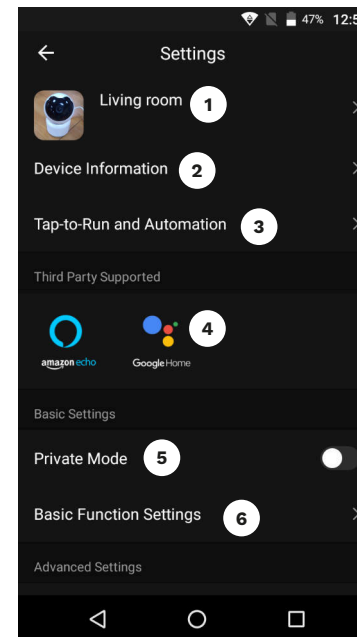 47% 12:5
Settings
Living room 1
Device Information 2
Tap-to-Run and Automation 3
Third Party Supported
4
amazon echo Google Home
Basic Settings
Private Mode 5
Basic Function Settings 6
Advanced Settings